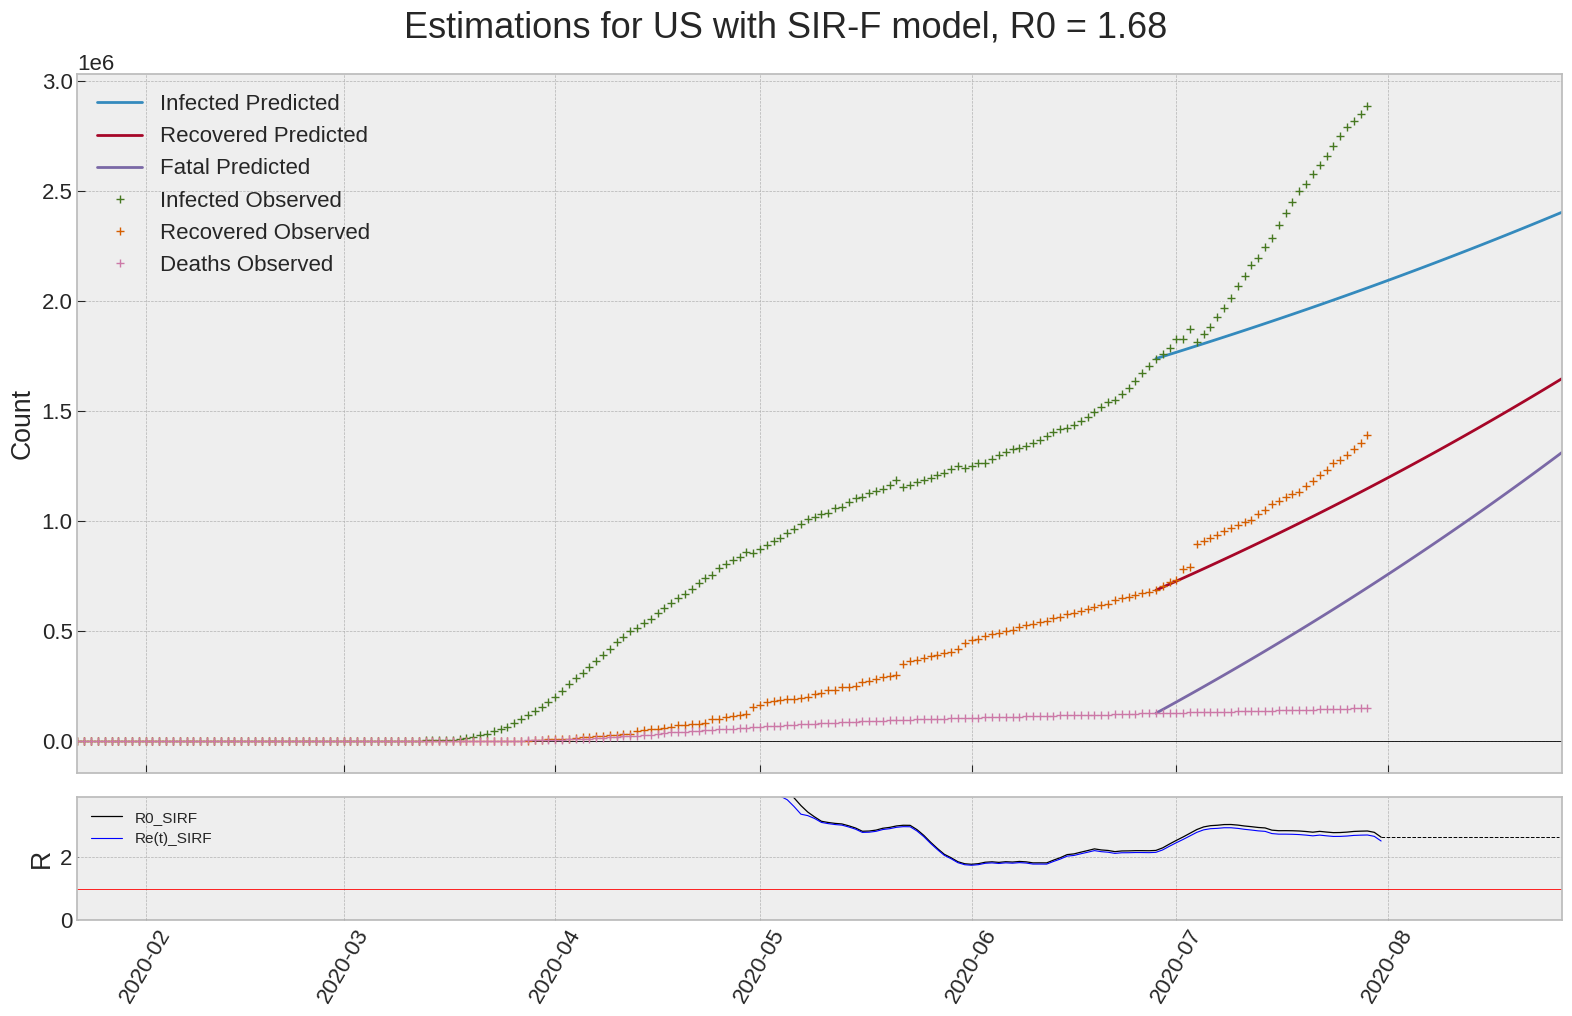 Estimations for US with SIR-F model, R0 = 1.68
1e6
3.0
2.5
2.0
1.5
1.0
0.5
0.0
Count
Infected Predicted
Recovered Predicted
Fatal Predicted
Infected Observed
Recovered Observed
Deaths Observed
R0_SIRF
Re(t)_SIRF
R
2
0
2020-02
2020-03
2020-04
2020-05
2020-06
2020-07
2020-08